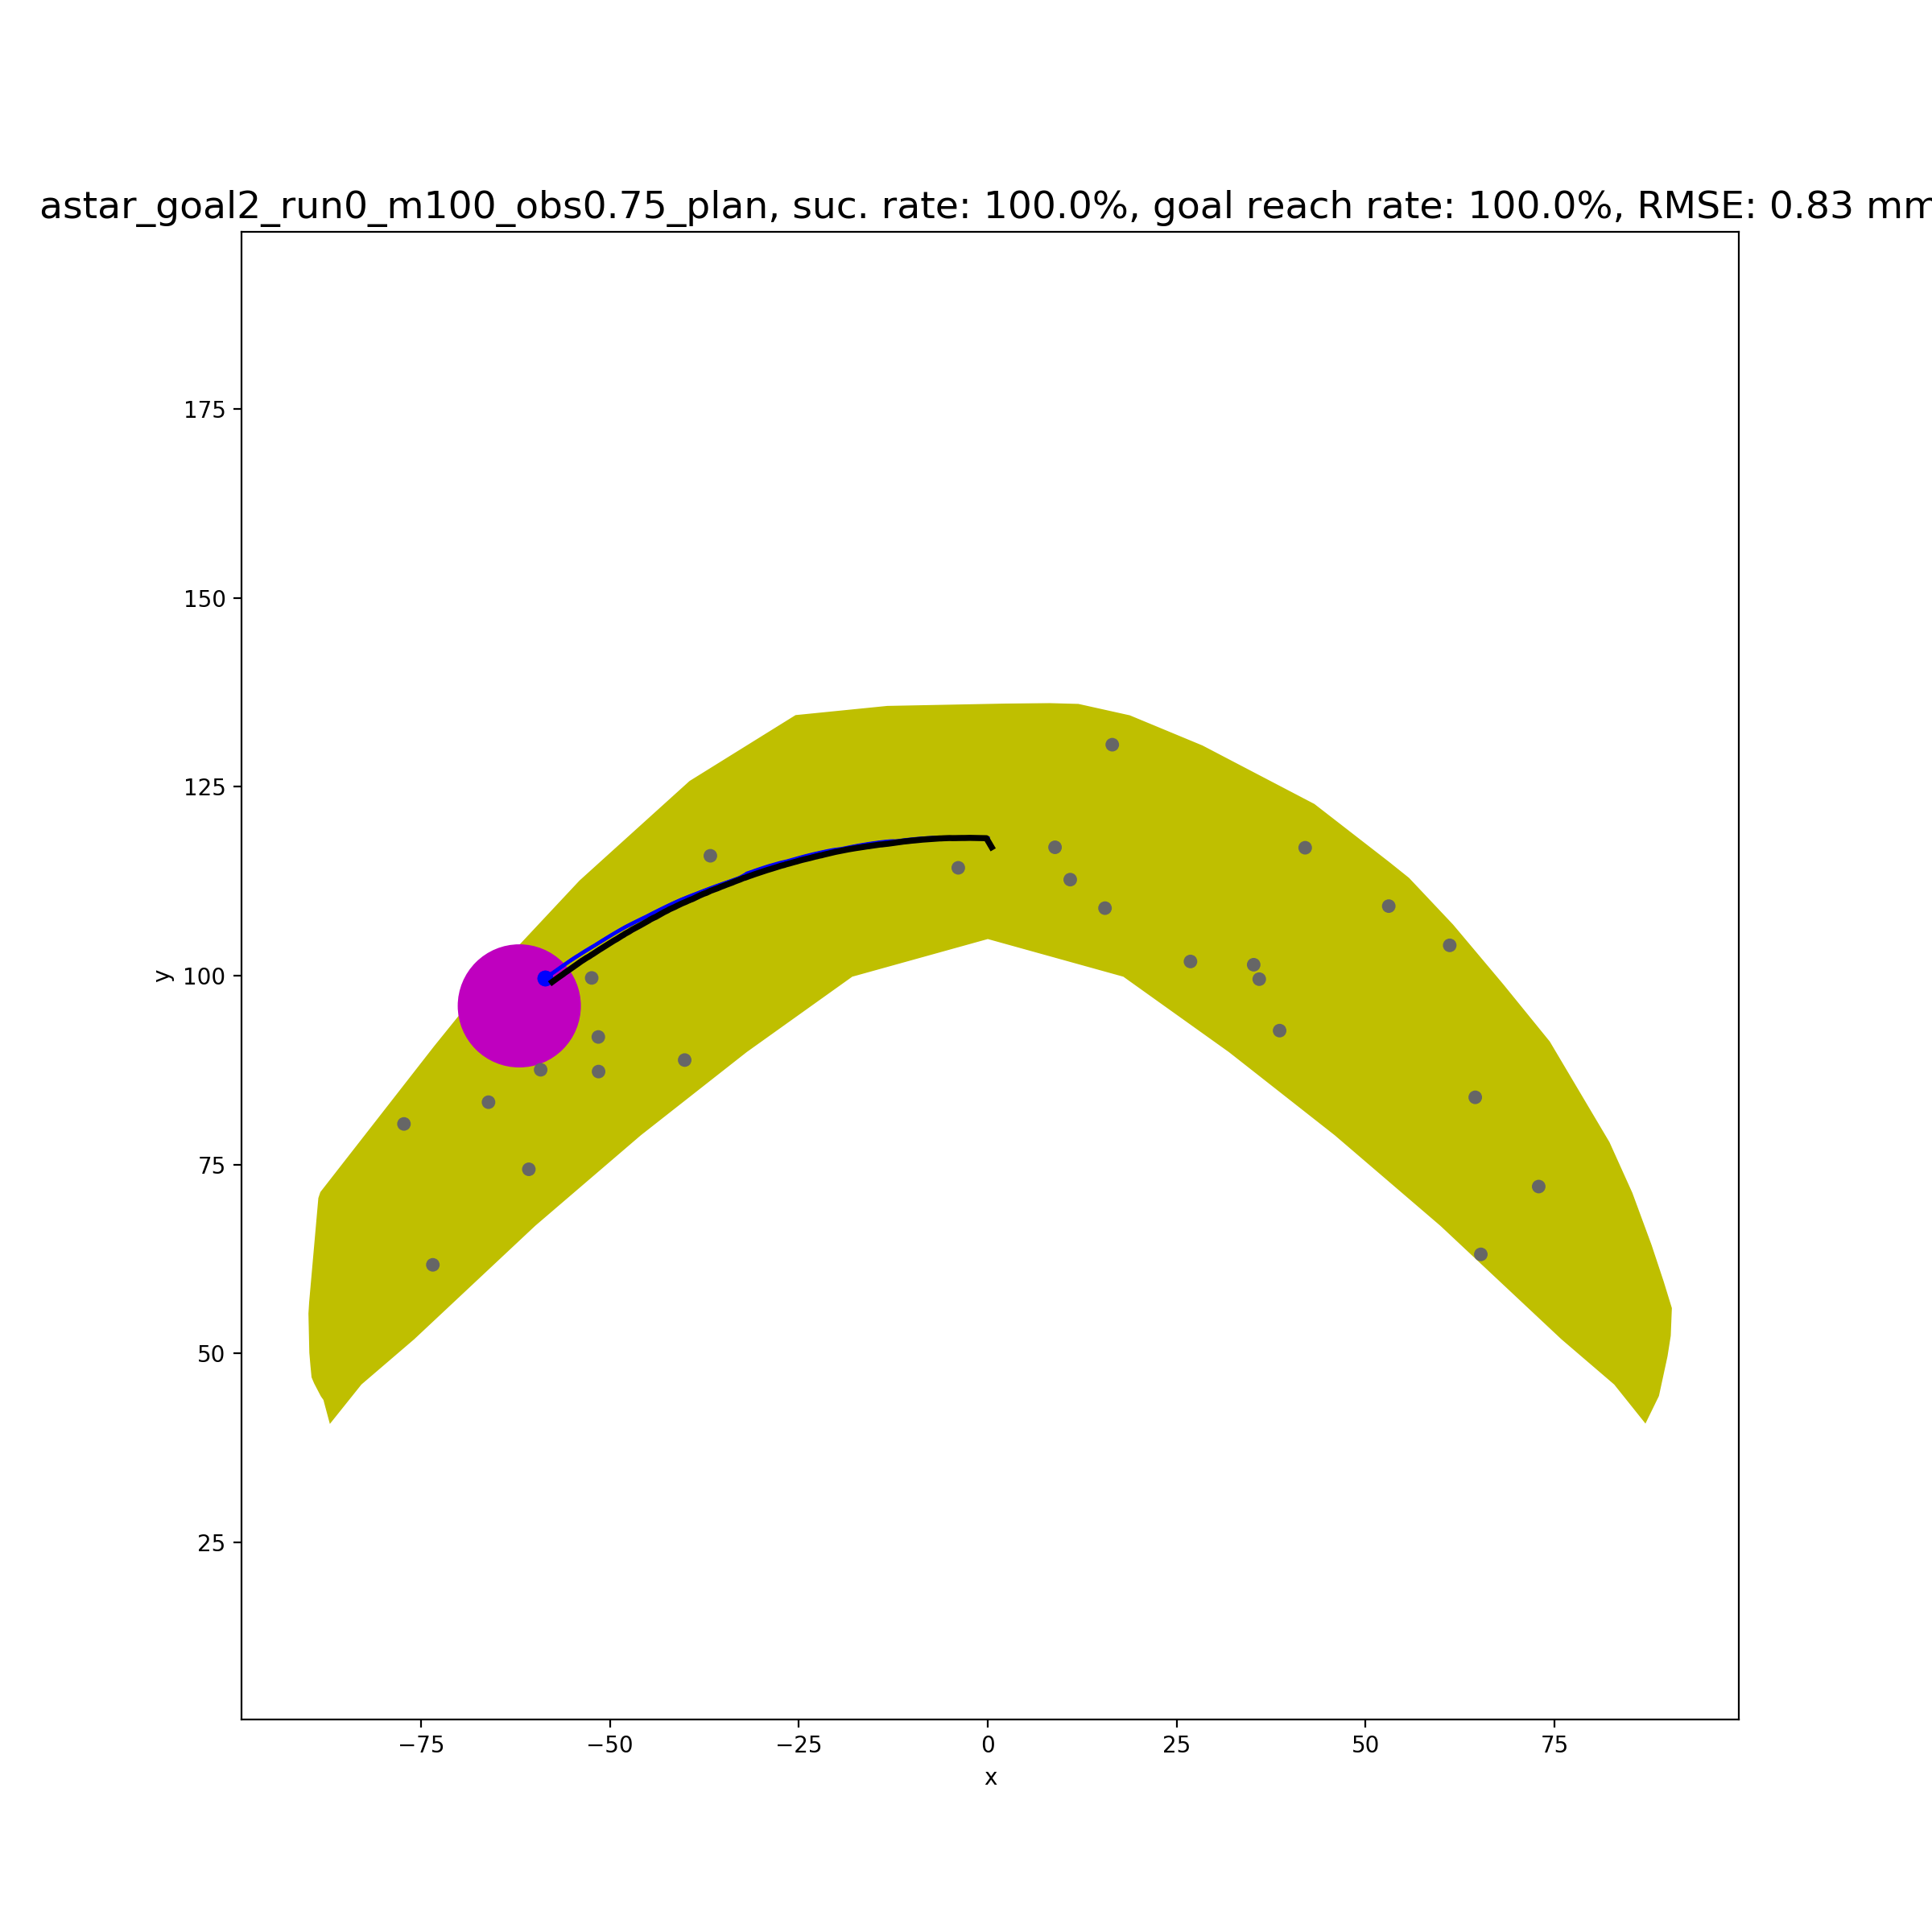 astar_goal2_run0_m100_obs0.75_plan, suc. rate: 100.0%, goal reach rate: 100.0%, RMSE: 0.83 mm
175
150
125
y
100
75
50
25
−75 −50 −25 0 25 50 75
x